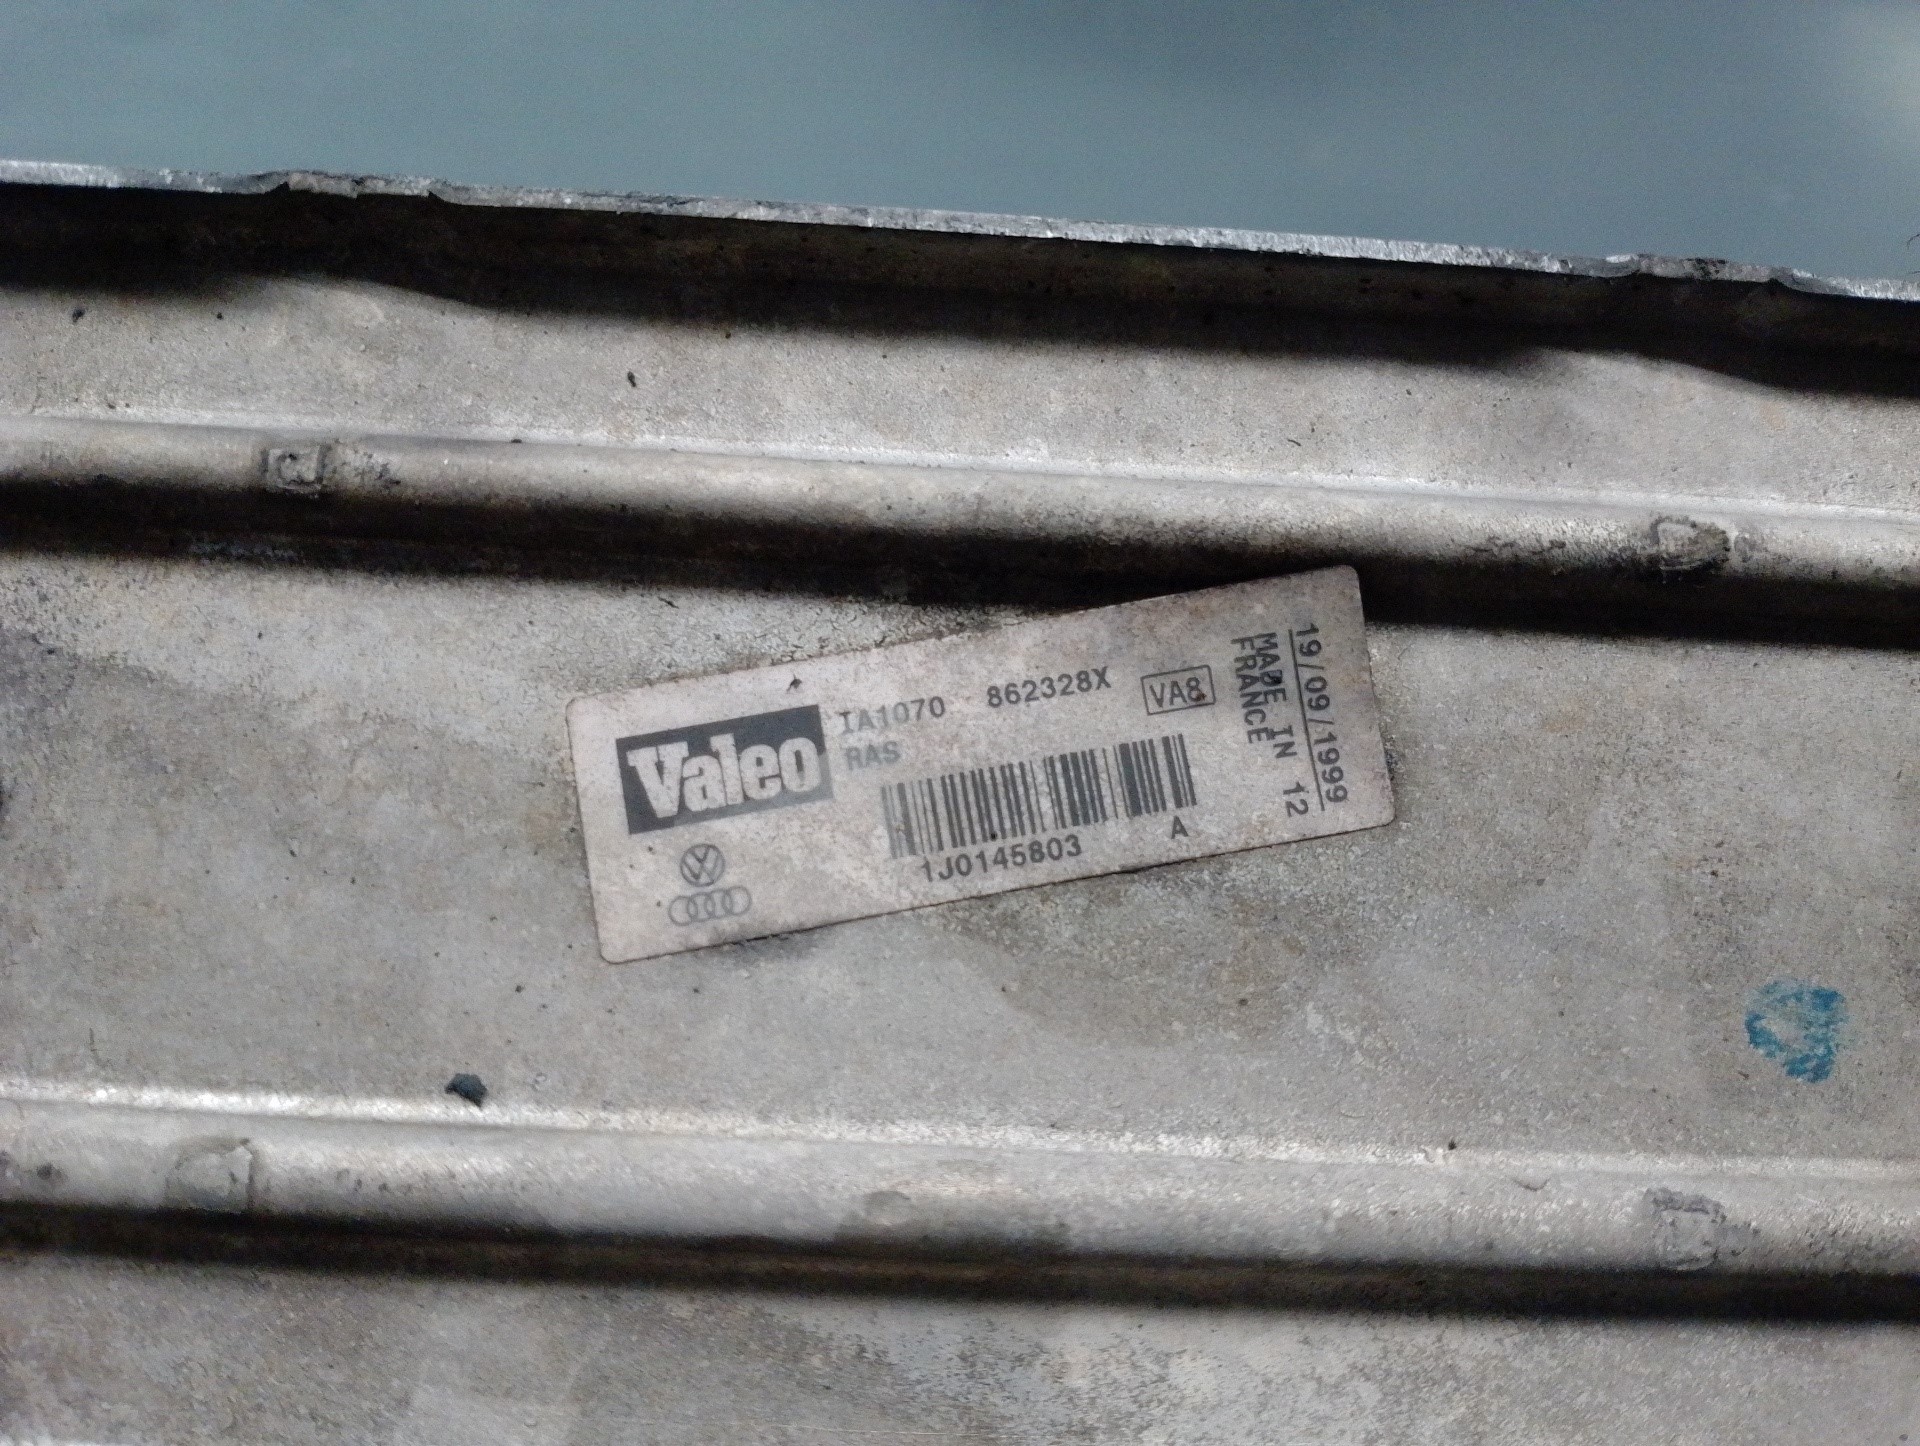 Valeo
IA1070 862328X VA8
RAS
1J0145803 A
MADE IN 12
FRANCE
19/09/1999